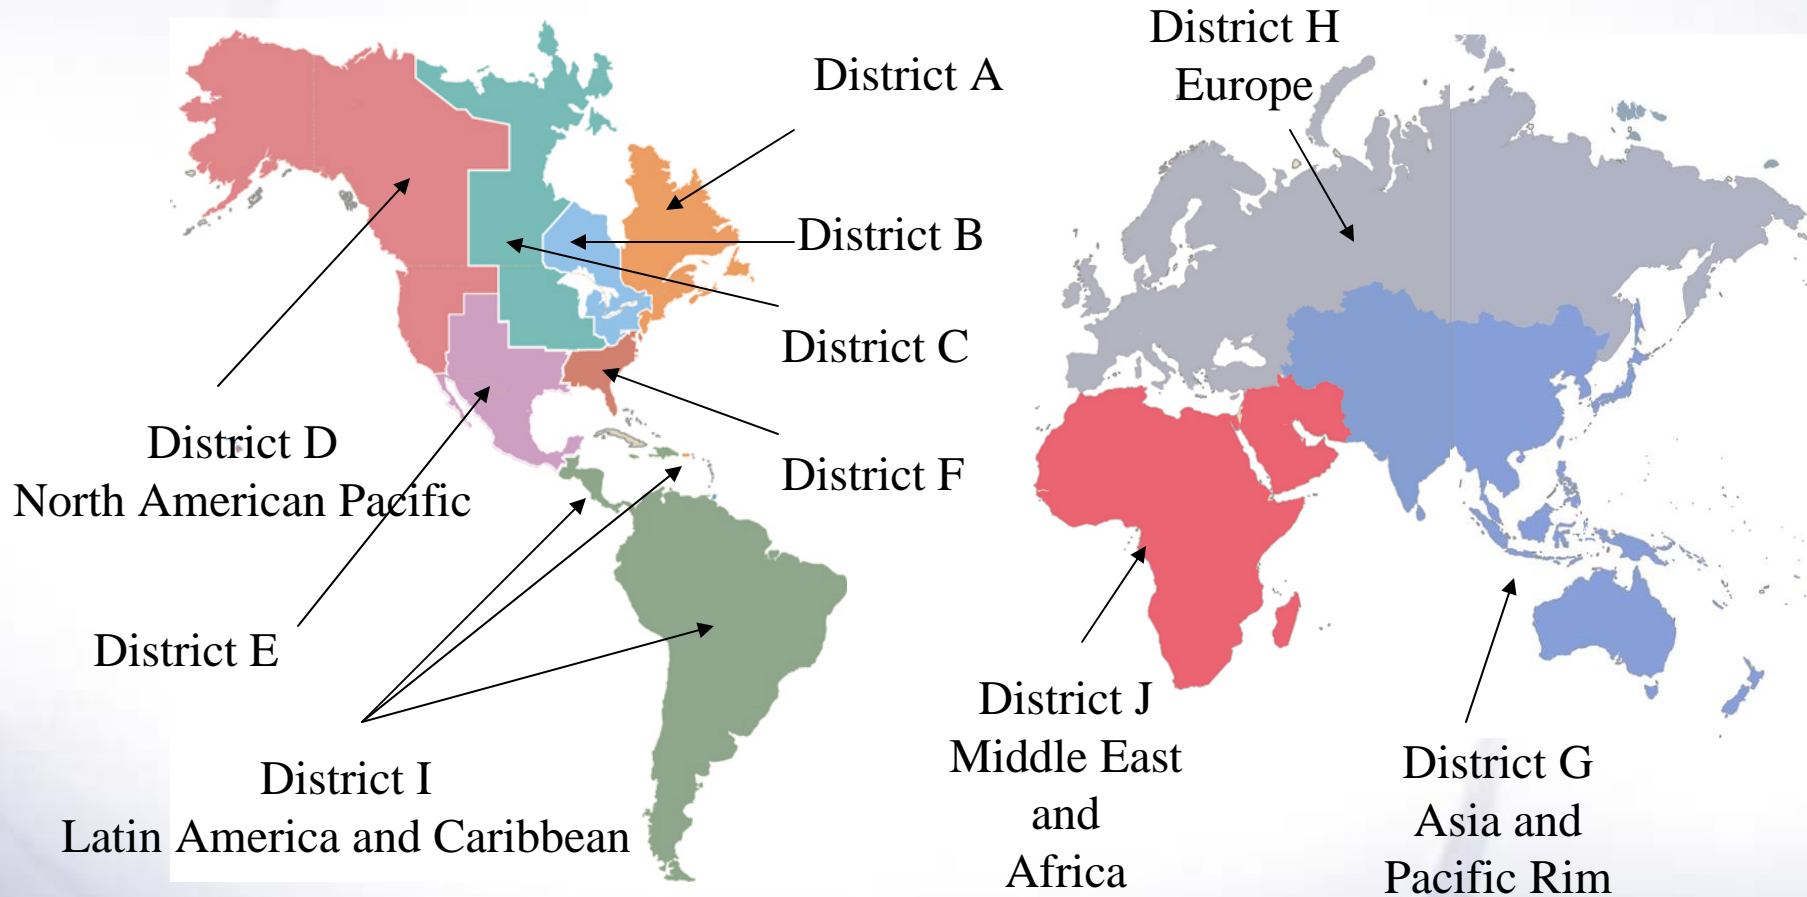 District A
District H
Europe
District B
District C
District D
North American Pacific
District F
District E
District I
Latin America and Caribbean
District J
Middle East
and
Africa
District G
Asia and
Pacific Rim